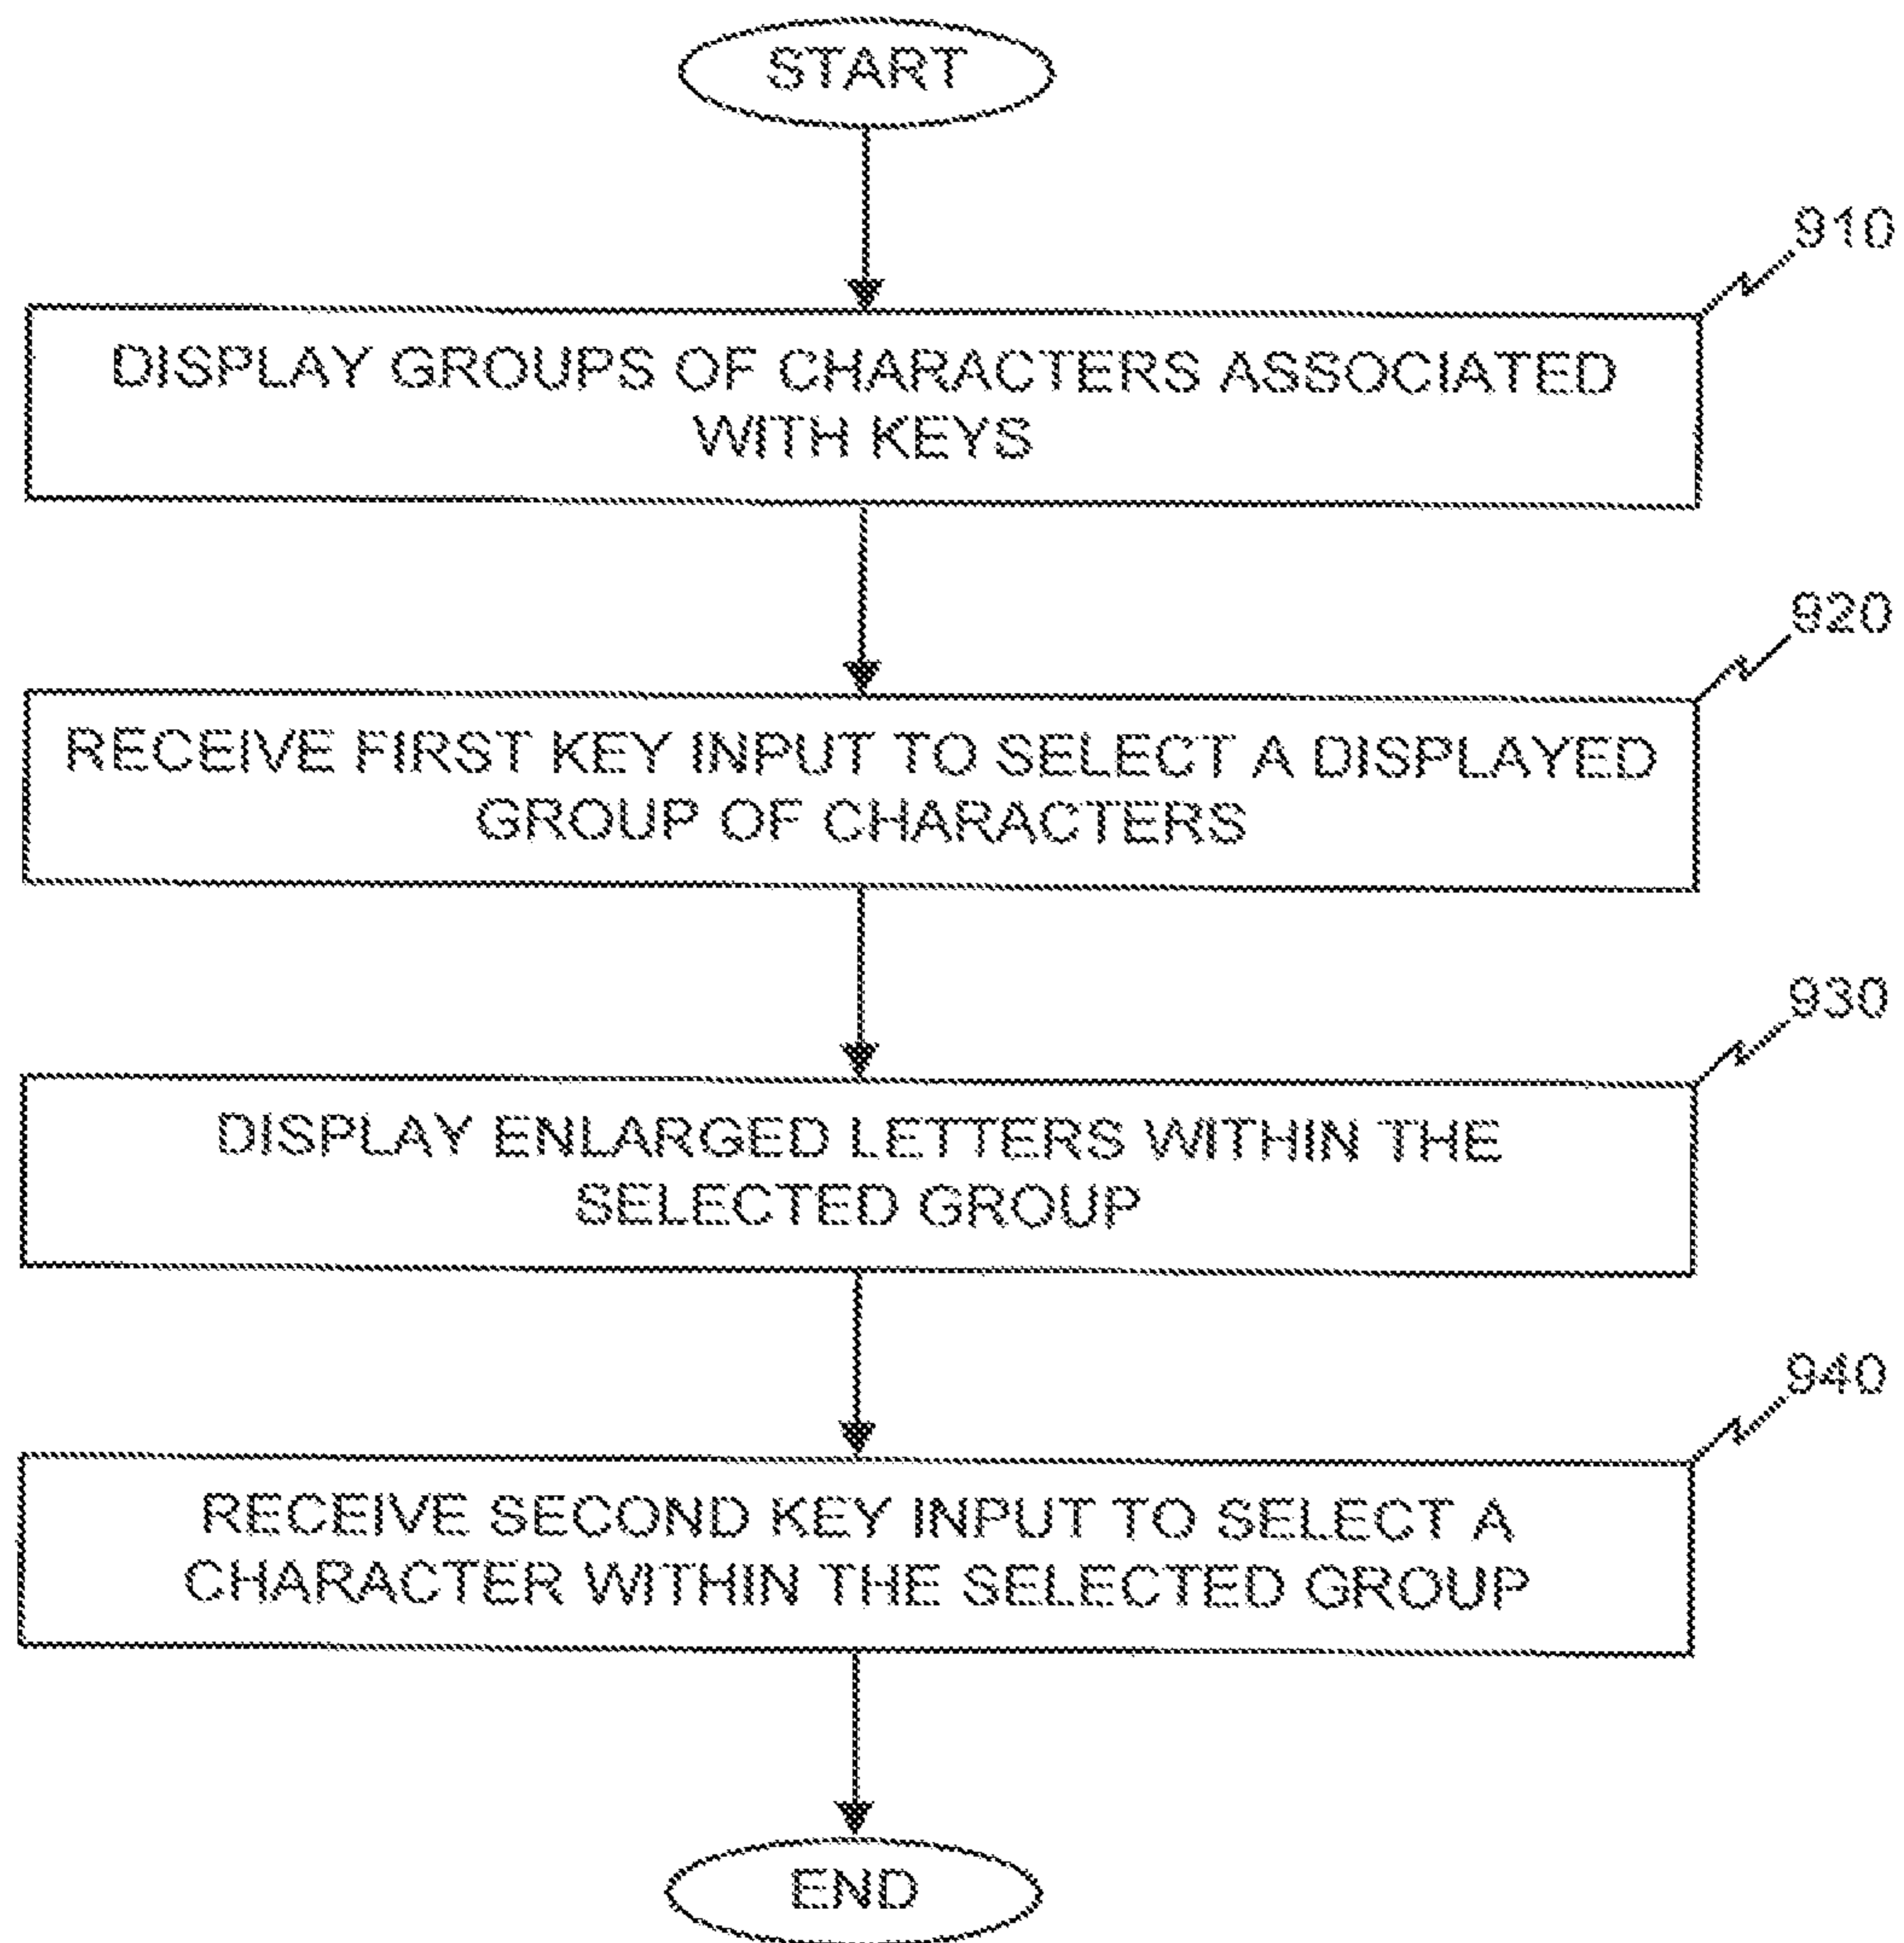 START
910
DISPLAY GROUPS OF CHARACTERS ASSOCIATED
WITH KEYS
920
RECEIVE FIRST KEY INPUT TO SELECT A DISPLAYED
GROUP OF CHARACTERS
930
DISPLAY ENLARGED LETTERS WITHIN THE
SELECTED GROUP
940
RECEIVE SECOND KEY INPUT TO SELECT A
CHARACTER WITHIN THE SELECTED GROUP
END